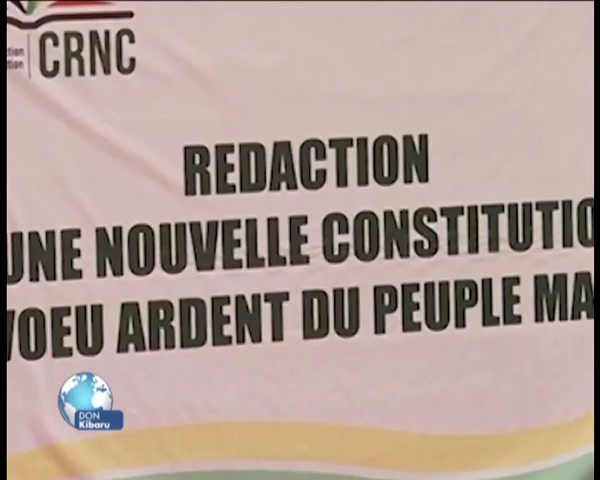 CRNC
REDACTION
UNE NOUVELLE CONSTITUTIO
VOEU ARDENT DU PEUPLE MA
DON
Kibaru